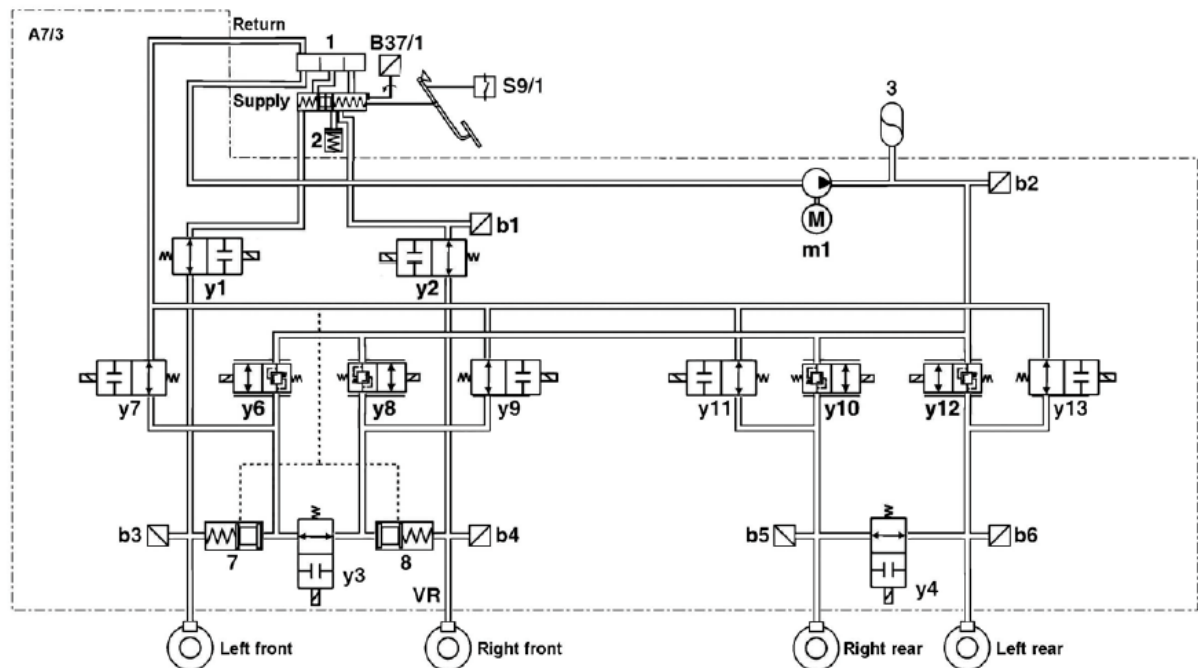 A7/3
Return
1
B37/1
S9/1
Supply
2
3
b2
M
m1
b1
y1
y2
y7
y6
y8
y9
y11
y10
y12
y13
b3
7
y3
8
b4
VR
b5
y4
b6
Left front
Right front
Right rear
Left rear